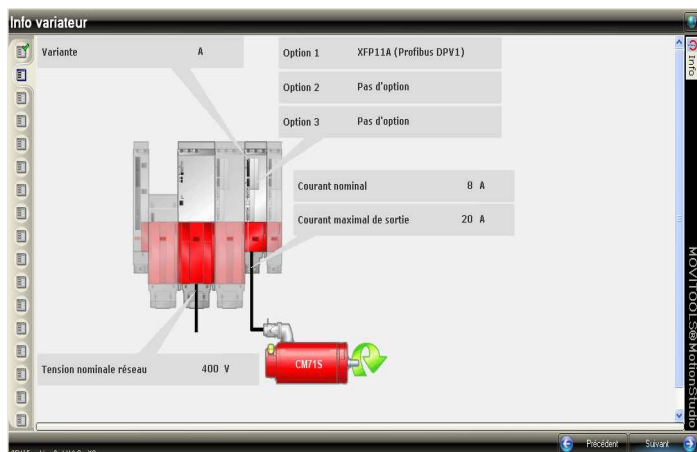 Info variateur
Variante A
Option 1 XFP11A (Profibus DPV1)
Option 2 Pas d'option
Option 3 Pas d'option
Courant nominal 8 A
Courant maximal de sortie 20 A
Tension nominale réseau 400 V
CM71S
Info
MOVITOOLS®MotionStudio
Précédent Suivant